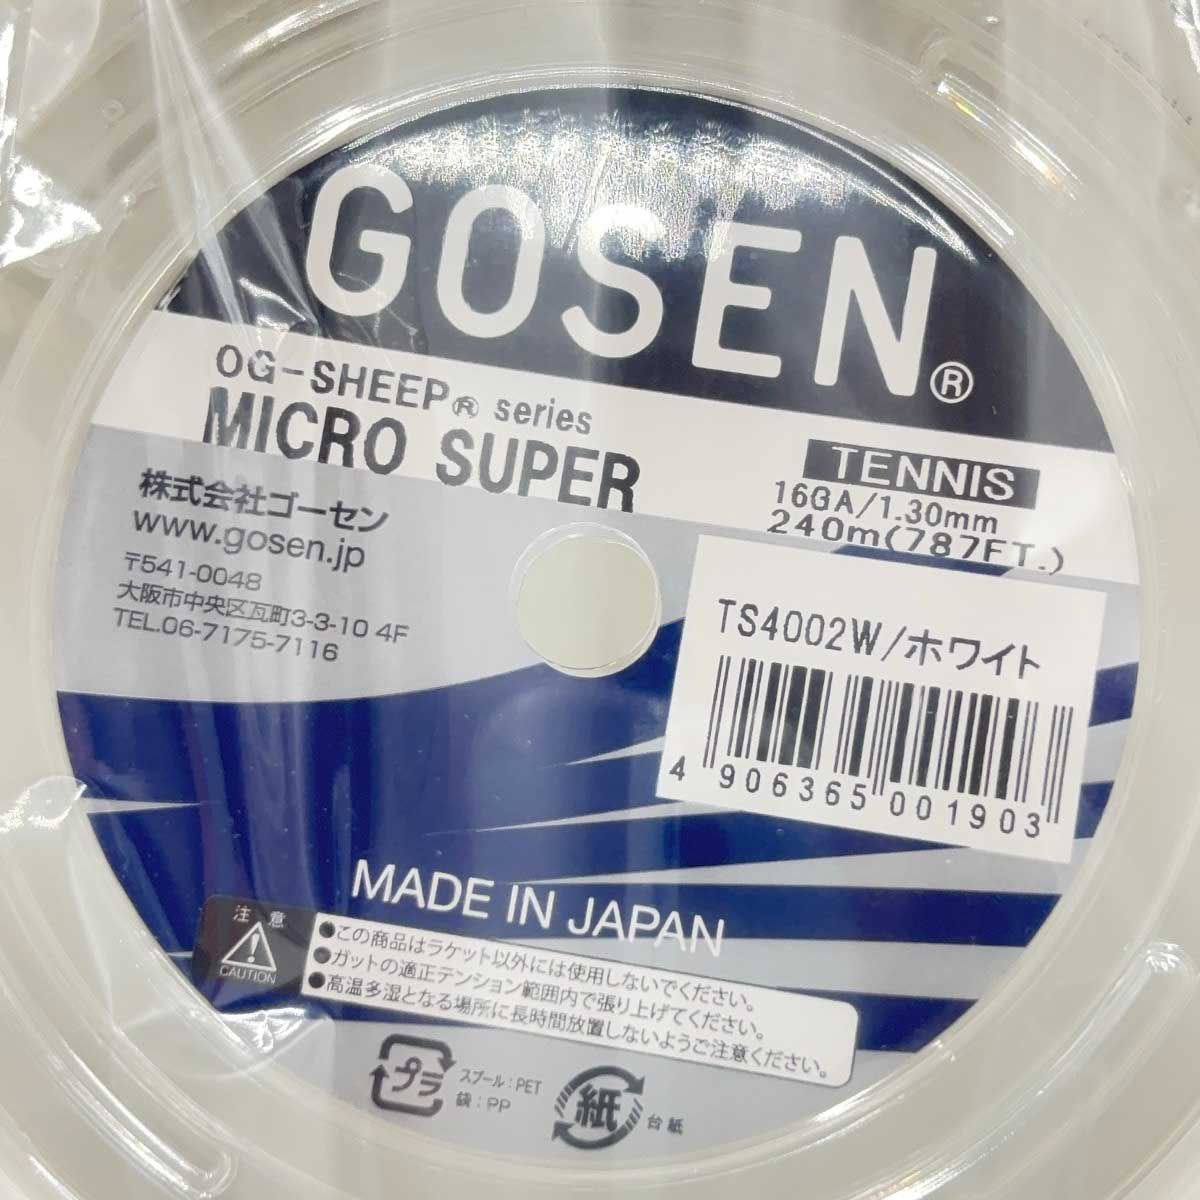 GOSEN®
OG-SHEEP® series
MICRO SUPER
TENNIS
16GA/1.30mm
240m(787FT.)
株式会社ゴーセン
www.gosen.jp
〒541-0048
大阪市中央区瓦町3-3-10 4F
TEL.06-7175-7116
TS4002W/ホワイト
4 906365 001903
MADE IN JAPAN
注意
CAUTION
●この商品はラケット以外には使用しないでください。
●ガットの適正テンション範囲内で張り上げてください。
●高温多湿となる場所に長時間放置しないようご注意ください。
プラ
スプール:PET
袋:PP
紙
台紙